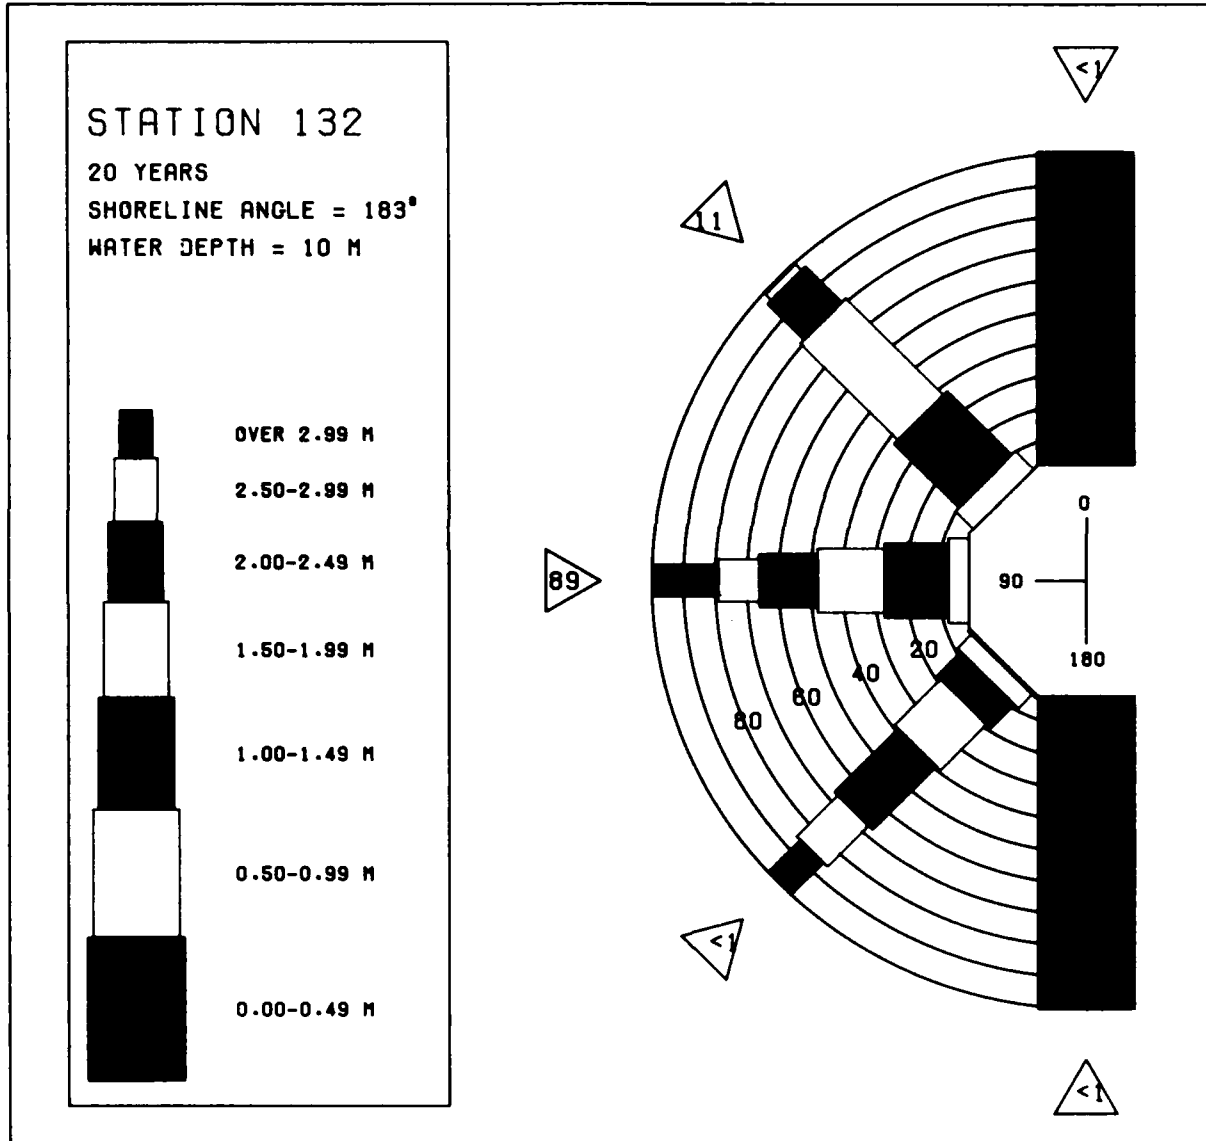 STATION 132
20 YEARS
SHORELINE ANGLE = 183°
WATER DEPTH = 10 M
OVER 2.99 M
2.50-2.99 M
2.00-2.49 M
1.50-1.99 M
1.00-1.49 M
0.50-0.99 M
0.00-0.49 M
<1
11
0
90
89
180
20
40
60
80
<1
<1